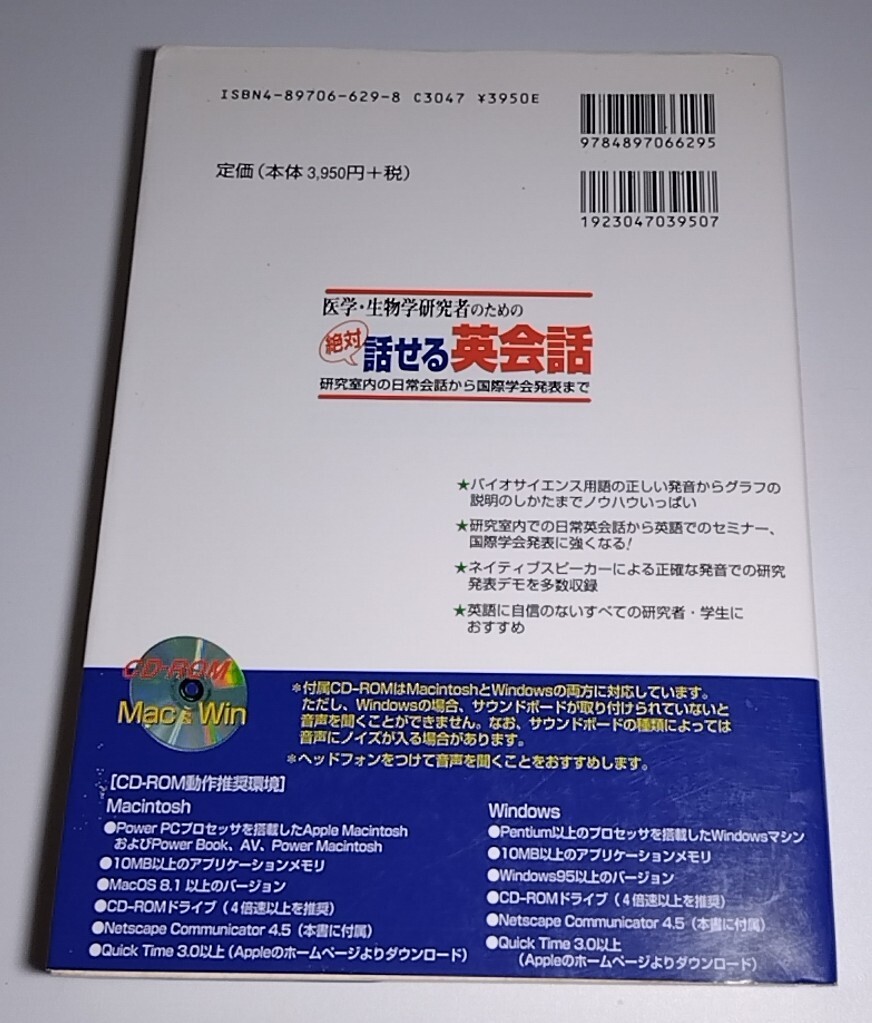 ISBN4-89706-629-8 C3047 ¥3950E
9784897066295
定価(本体3,950円+税)
1923047039507
医学・生物学研究者のための
絶対
話せる英会話
研究室内の日常会話から国際学会発表まで
★バイオサイエンス用語の正しい発音からグラフの
説明のしかたまでノウハウいっぱい
★研究室内での日常英会話から英語でのセミナー、
国際学会発表に強くなる!
★ネイティブスピーカーによる正確な発音での研究
発表デモを多数収録
★英語に自信のないすべての研究者・学生に
おすすめ
CD-ROM
Mac & Win
*付属CD-ROMはMacintoshとWindowsの両方に対応しています。
ただし、Windowsの場合、サウンドボードが取り付けられていないと
音声を聞くことができません。なお、サウンドボードの種類によっては
音声にノイズが入る場合があります。
*ヘッドフォンをつけて音声を聞くことをおすすめします。
[CD-ROM動作推奨環境]
Macintosh
●Power PCプロセッサを搭載したApple Macintosh
およびPower Book、AV、Power Macintosh
●10MB以上のアプリケーションメモリ
●MacOS 8.1 以上のバージョン
●CD-ROMドライブ(4倍速以上を推奨)
●Netscape Communicator 4.5(本書に付属)
●Quick Time 3.0以上(Appleのホームページよりダウンロード)
Windows
●Pentium以上のプロセッサを搭載したWindowsマシン
●10MB以上のアプリケーションメモリ
●Windows95以上のバージョン
●CD-ROMドライブ(4倍速以上を推奨)
●Netscape Communicator 4.5(本書に付属)
●Quick Time 3.0以上
(Appleのホームページよりダウンロード)